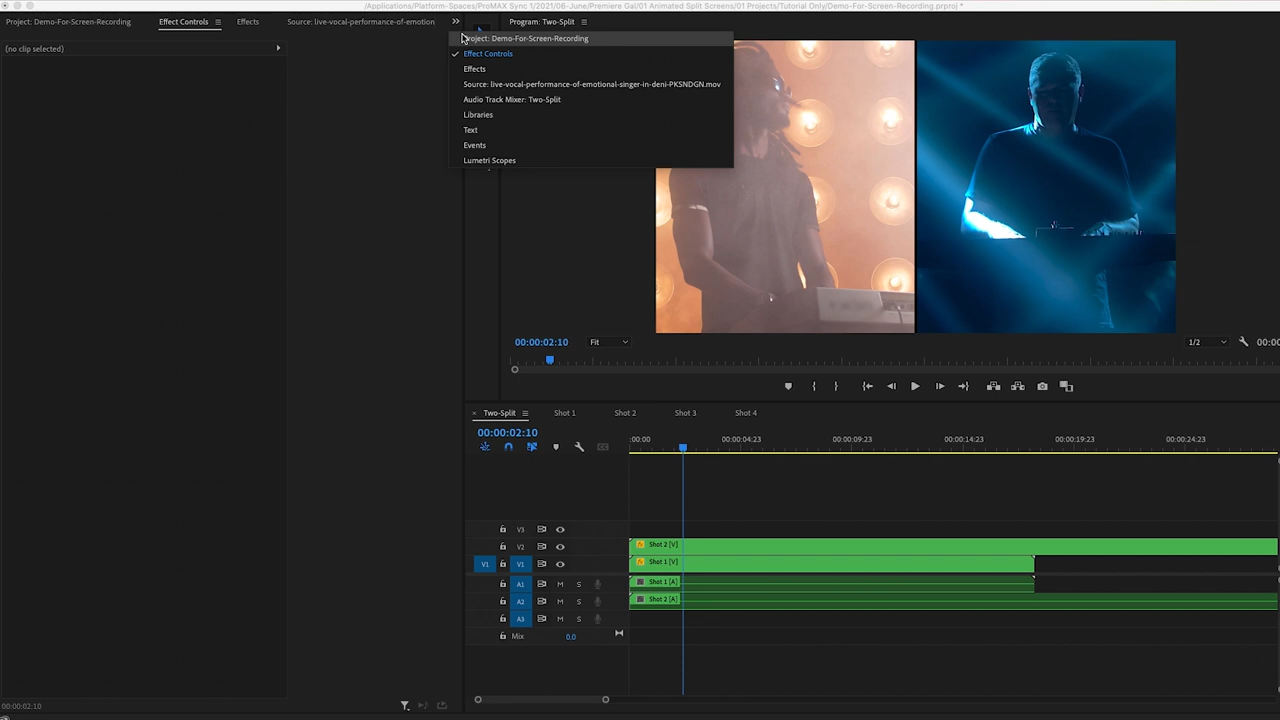 /Applications/Platform-Spaces/ProMAX Sync 1/2021/06-June/Premiere Gal/01 Animated Split Screens/01 Projects/Tutorial Only/Demo-For-Screen-Recording.prproj *
Project: Demo-For-Screen-Recording
Effect Controls
Effects
Source: live-vocal-performance-of-emotion
Program: Two-Split
(no clip selected)
Project: Demo-For-Screen-Recording
Effect Controls
Effects
Source: live-vocal-performance-of-emotional-singer-in-deni-PKSNDGN.mov
Audio Track Mixer: Two-Split
Libraries
Text
Events
Lumetri Scopes
00:00:02:10
Fit
1/2
00:00
Two-Split
Shot 1
Shot 2
Shot 3
Shot 4
00:00:02:10
:00:00
00:00:04:23
00:00:09:23
00:00:14:23
00:00:19:23
00:00:24:23
V3
V2
Shot 2 [V]
V1
V1
Shot 1 [V]
A1
M
S
Shot 1 [A]
A2
M
S
Shot 2 [A]
A3
M
S
Mix
0.0
00:00:02:10